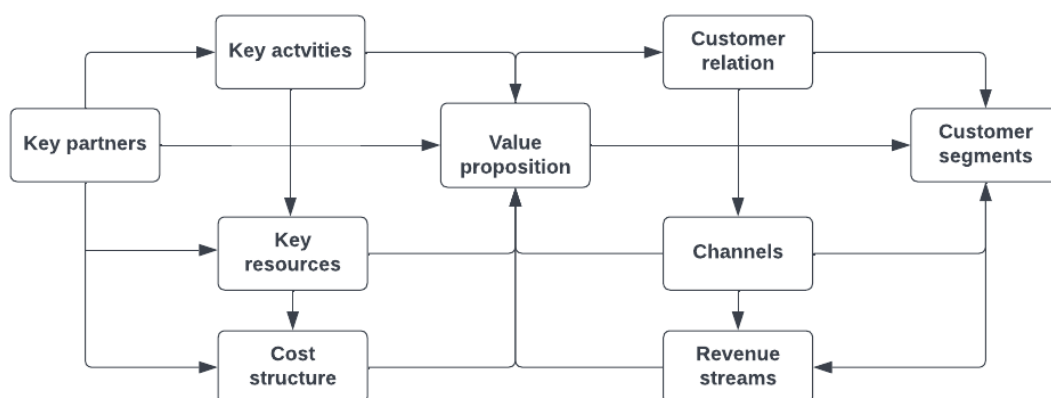 Key actvities
Customer
relation
Key partners
Value
proposition
Customer
segments
Key
resources
Channels
Cost
structure
Revenue
streams